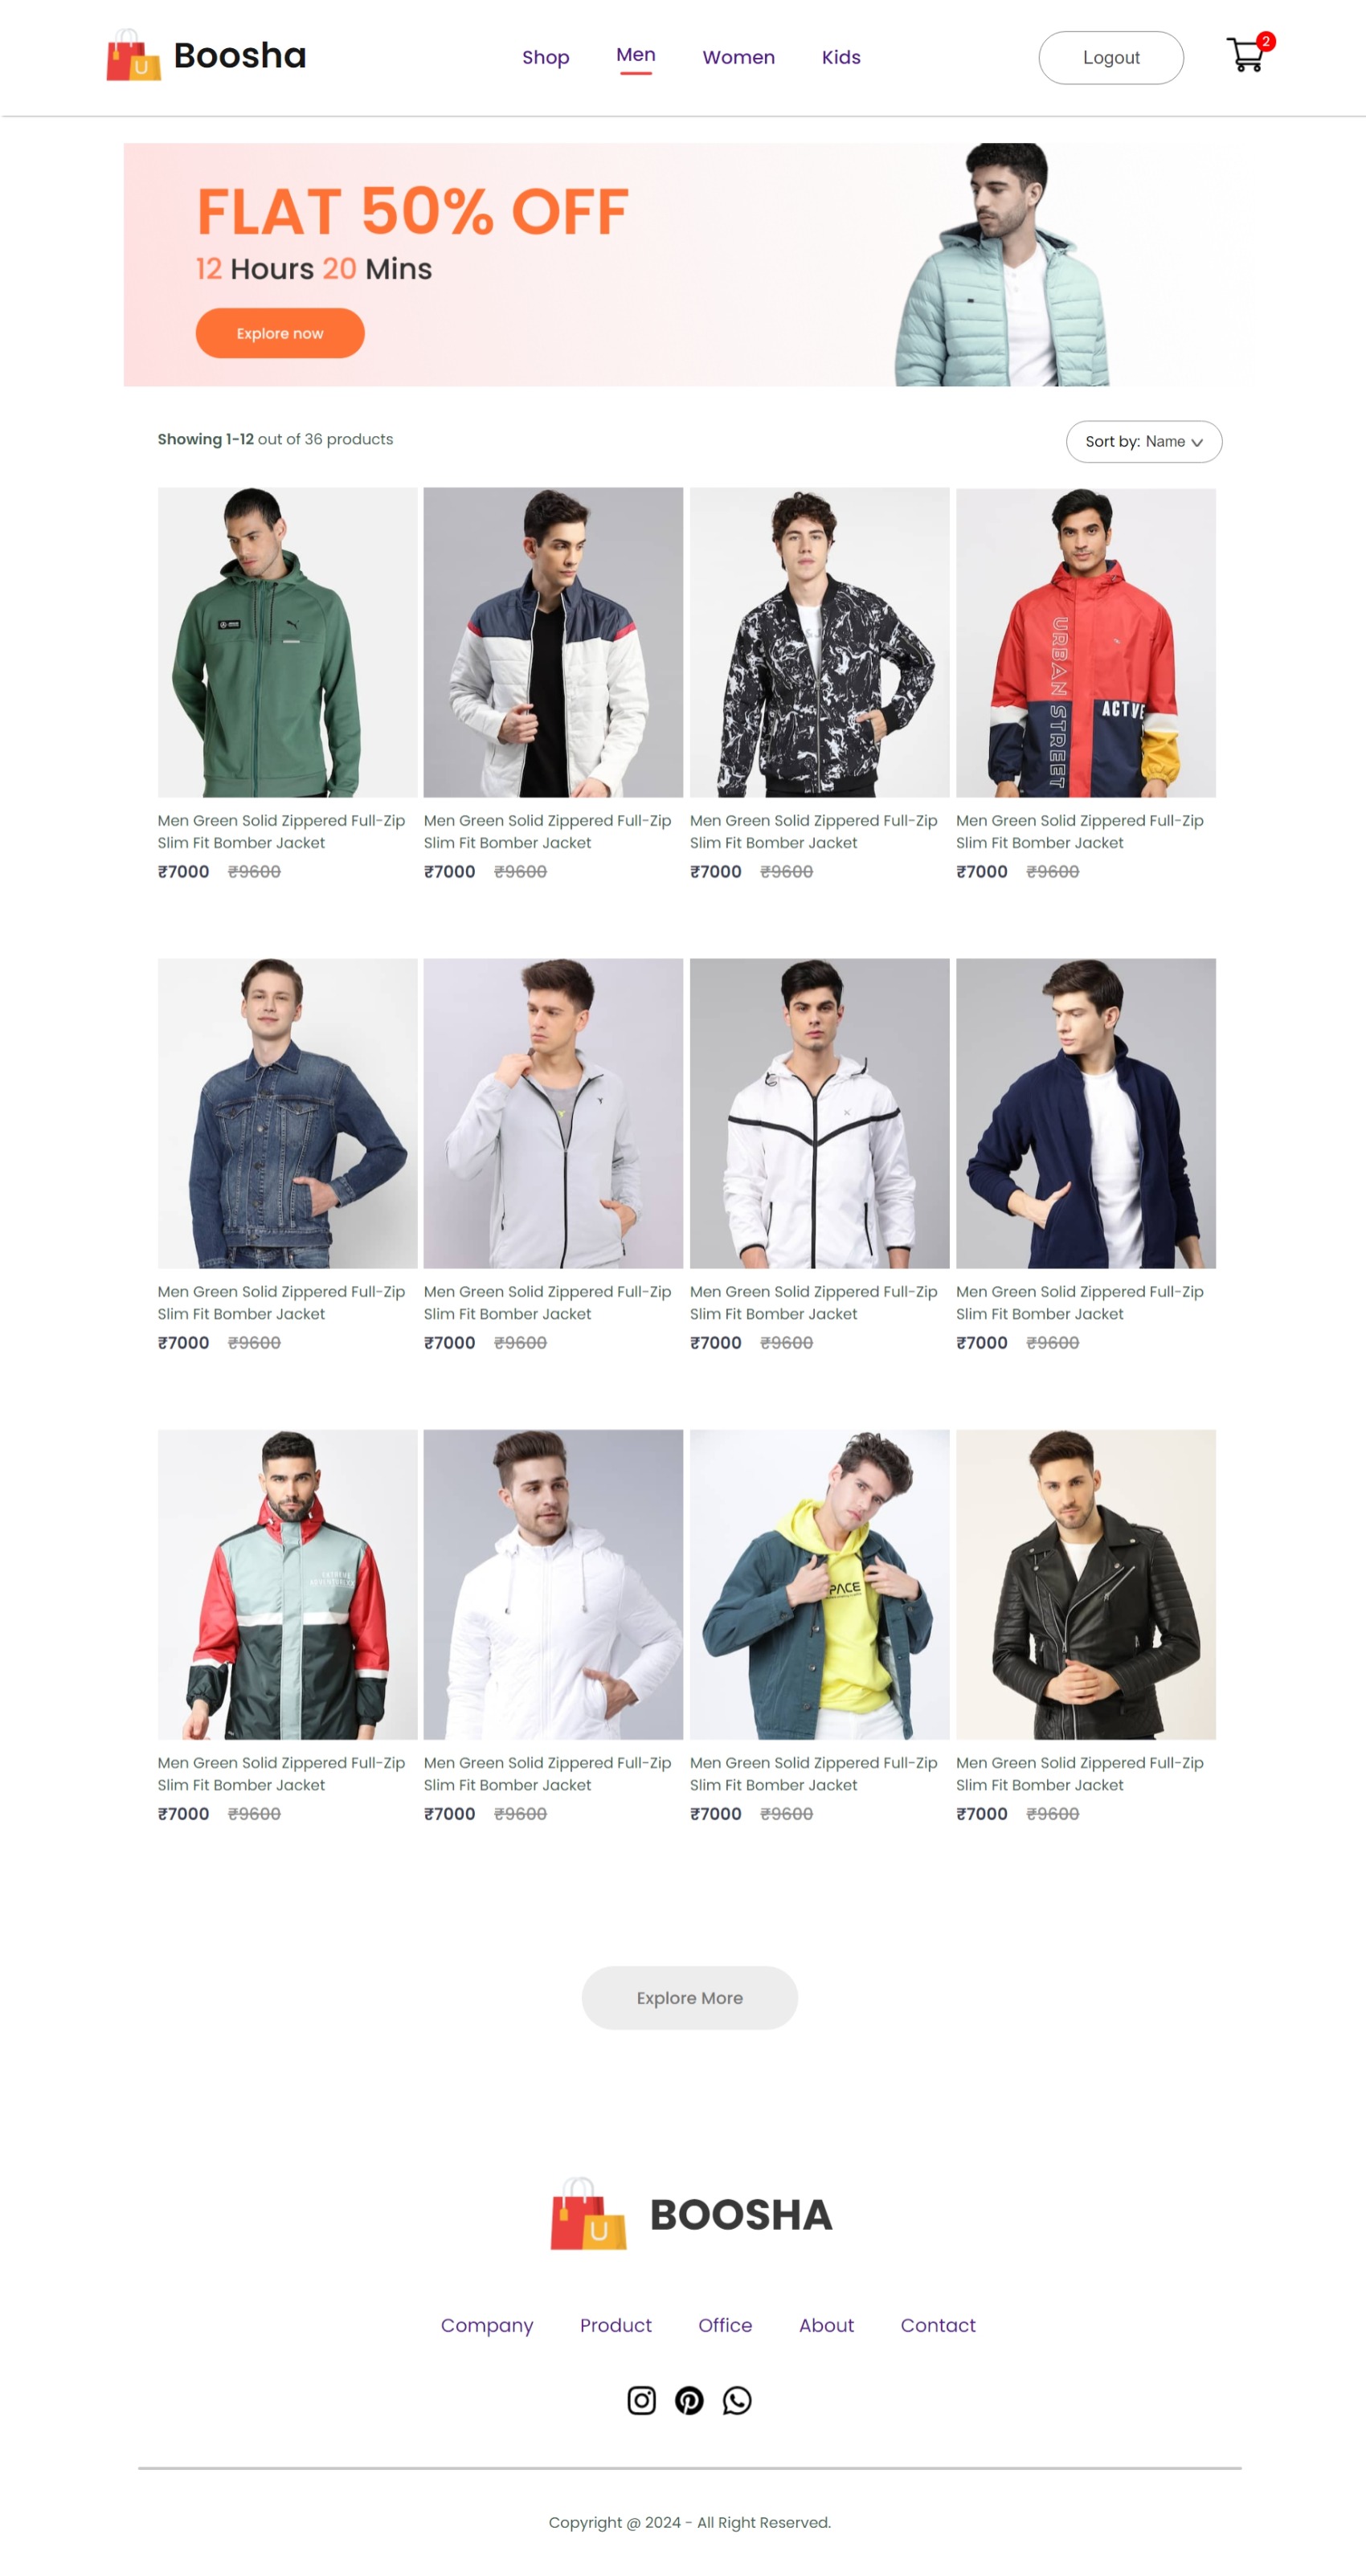 Boosha
Shop Men Women Kids Logout 2
FLAT 50% OFF
12 Hours 20 Mins
Explore now
Showing 1-12 out of 36 products
Sort by: Name
URBAN STREET
ACTIVE
Men Green Solid Zippered Full-Zip
Slim Fit Bomber Jacket
₹7000 ₹9600
Men Green Solid Zippered Full-Zip
Slim Fit Bomber Jacket
₹7000 ₹9600
Men Green Solid Zippered Full-Zip
Slim Fit Bomber Jacket
₹7000 ₹9600
Men Green Solid Zippered Full-Zip
Slim Fit Bomber Jacket
₹7000 ₹9600
Men Green Solid Zippered Full-Zip
Slim Fit Bomber Jacket
₹7000 ₹9600
Men Green Solid Zippered Full-Zip
Slim Fit Bomber Jacket
₹7000 ₹9600
Men Green Solid Zippered Full-Zip
Slim Fit Bomber Jacket
₹7000 ₹9600
Men Green Solid Zippered Full-Zip
Slim Fit Bomber Jacket
₹7000 ₹9600
PACE
Men Green Solid Zippered Full-Zip
Slim Fit Bomber Jacket
₹7000 ₹9600
Men Green Solid Zippered Full-Zip
Slim Fit Bomber Jacket
₹7000 ₹9600
Men Green Solid Zippered Full-Zip
Slim Fit Bomber Jacket
₹7000 ₹9600
Men Green Solid Zippered Full-Zip
Slim Fit Bomber Jacket
₹7000 ₹9600
Explore More
U
BOOSHA
Company Product Office About Contact
Copyright @ 2024 - All Right Reserved.